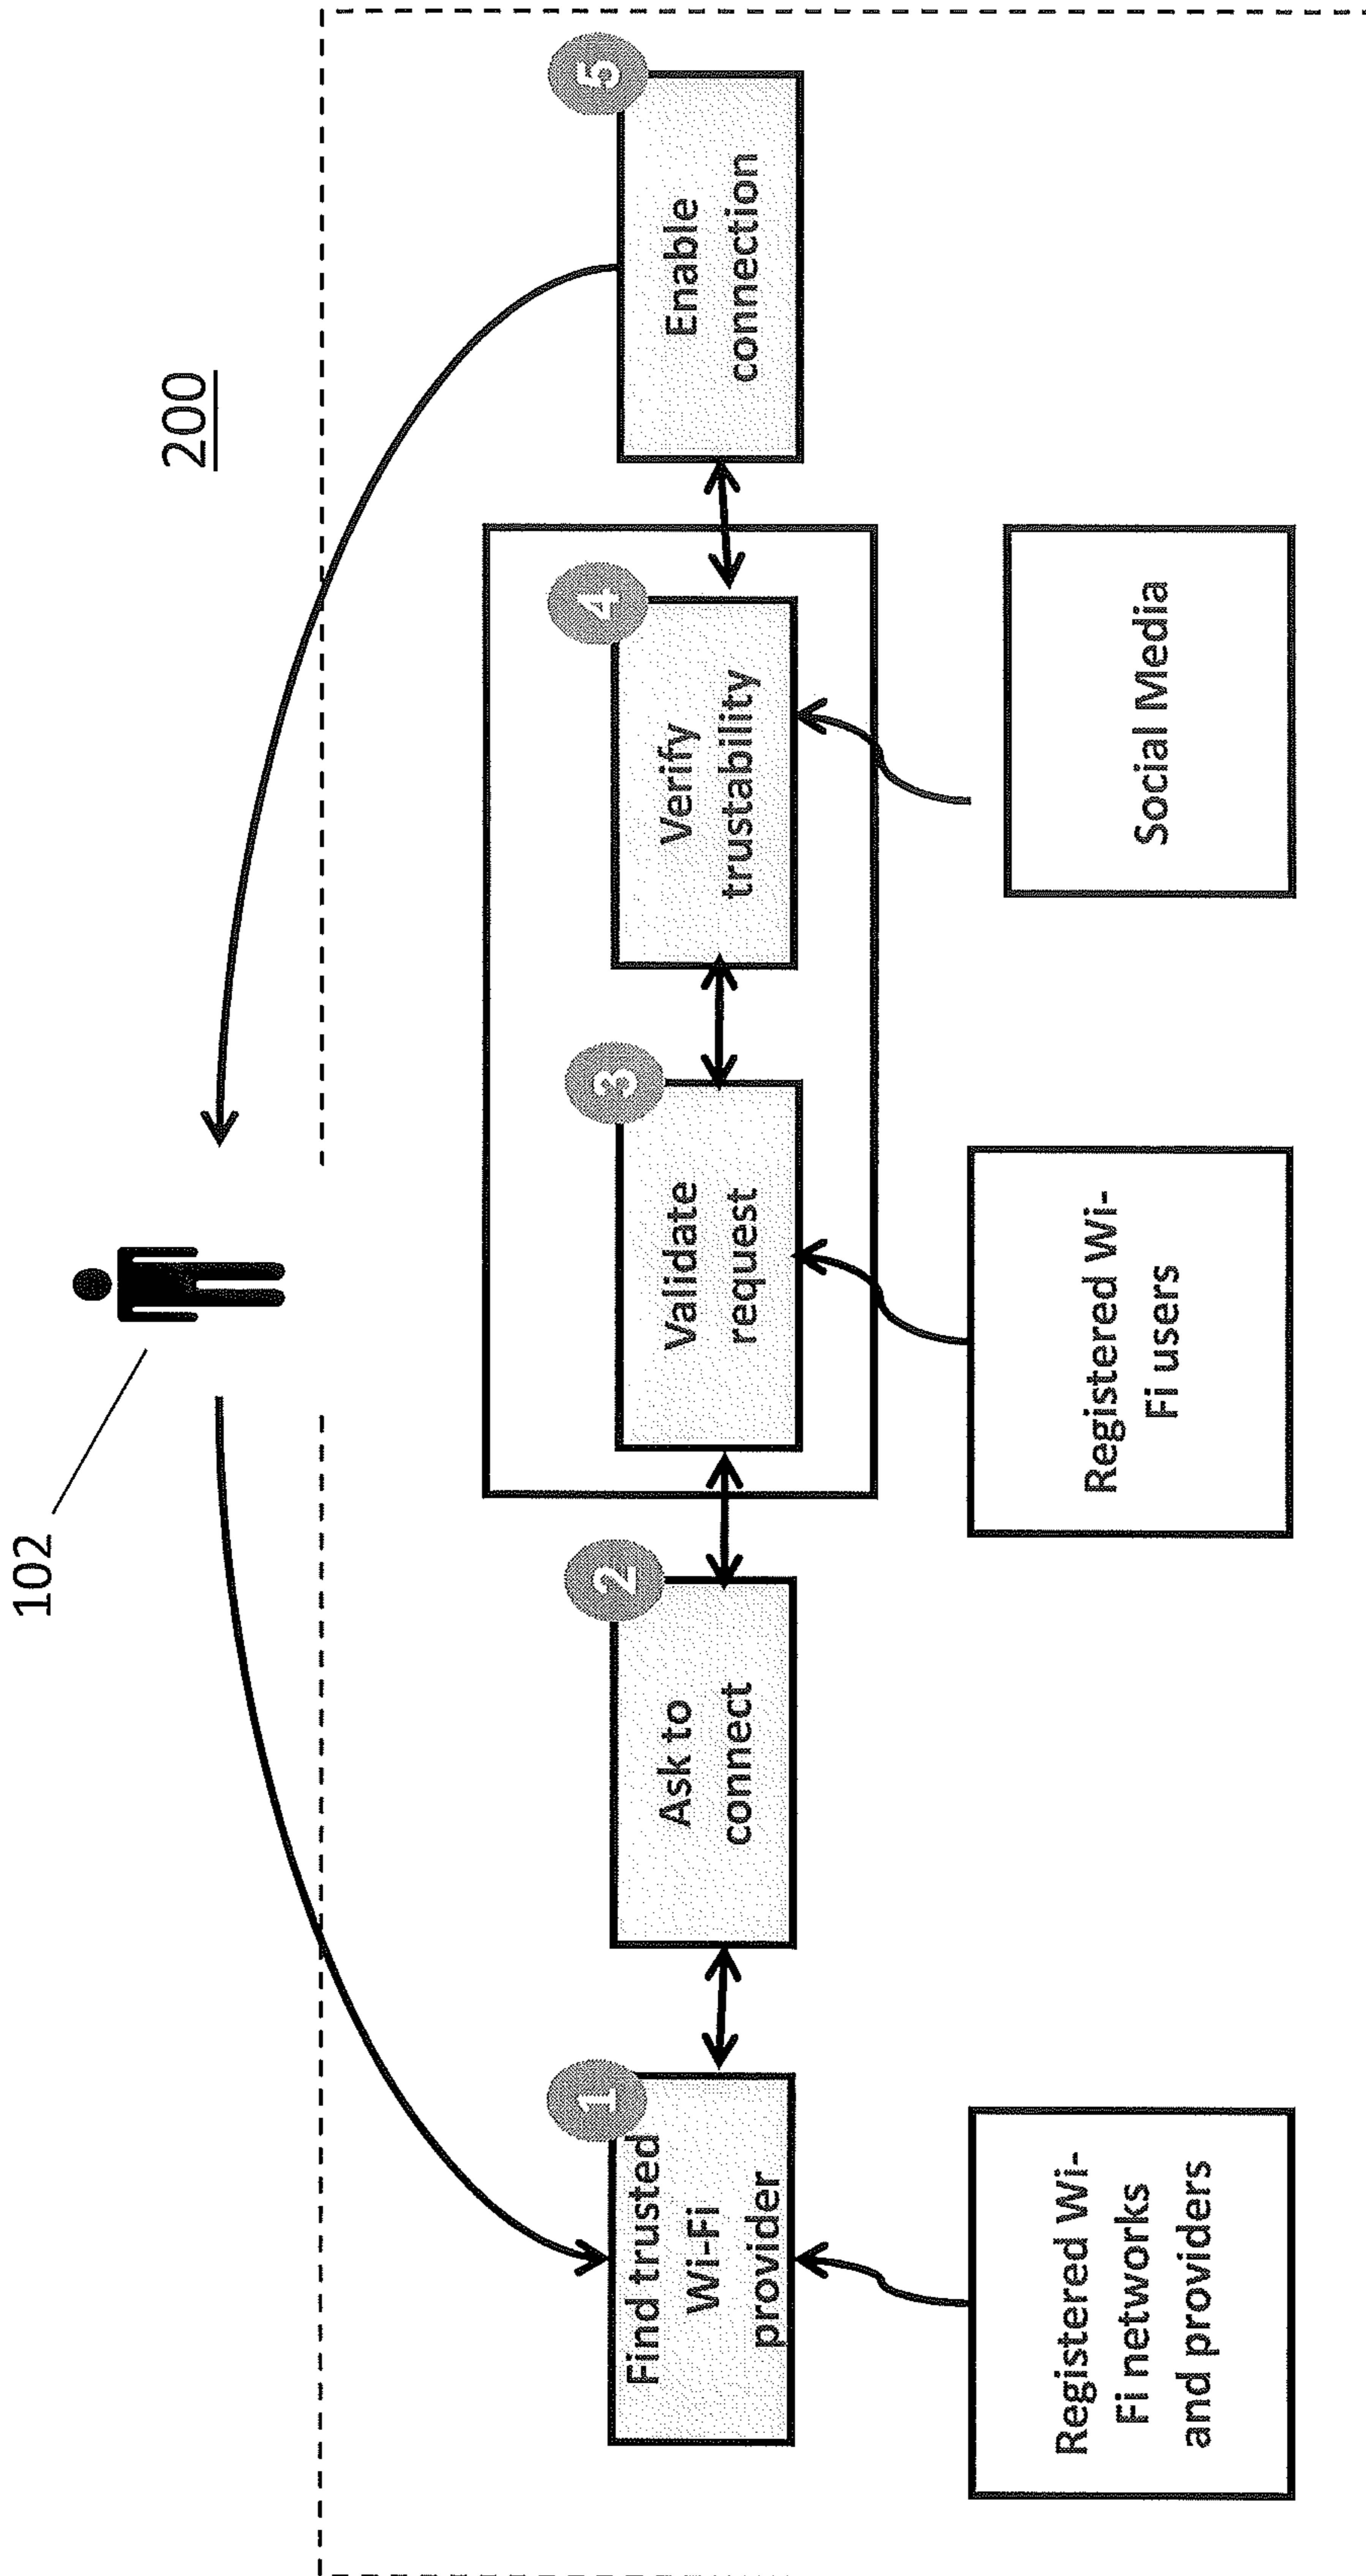 102
200
1
Find trusted
Wi-Fi
provider
2
Ask to
connect
3
Validate
request
4
Verify
trustability
5
Enable
connection
Registered Wi-
Fi networks
and providers
Registered Wi-
Fi users
Social Media